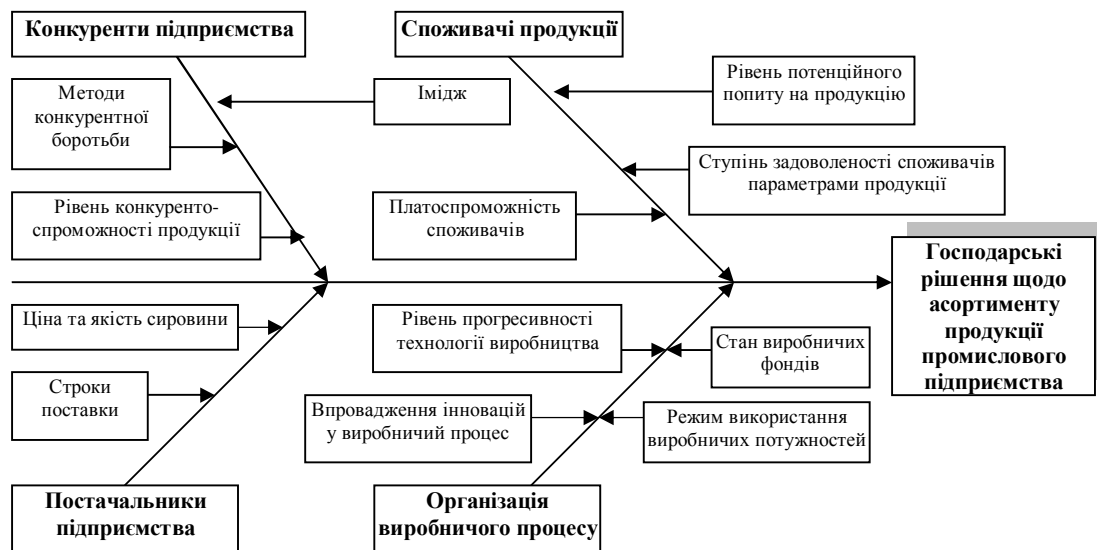 Конкуренти підприємства
Споживачі продукції
Методи
конкурентної
боротьби
Імідж
Рівень потенційного
попиту на продукцію
Ступінь задоволеності споживачів
параметрами продукції
Рівень конкуренто-
спроможності продукції
Платоспроможність
споживачів
Господарські
рішення щодо
асортименту
продукції
промислового
підприємства
Ціна та якість сировини
Рівень прогресивності
технології виробництва
Стан виробничих
фондів
Строки
поставки
Впровадження інновацій
у виробничий процес
Режим використання
виробничих потужностей
Постачальники
підприємства
Організація
виробничого процесу